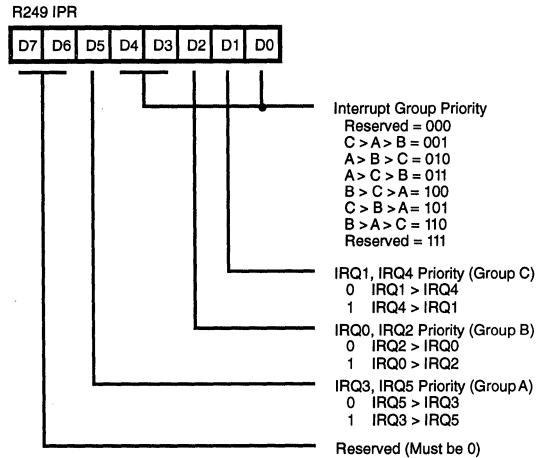 R249 IPR
D7 D6 D5 D4 D3 D2 D1 D0
Interrupt Group Priority
Reserved = 000
C > A > B = 001
A > B > C = 010
A > C > B = 011
B > C > A = 100
C > B > A = 101
B > A > C = 110
Reserved = 111
IRQ1, IRQ4 Priority (Group C)
0 IRQ1 > IRQ4
1 IRQ4 > IRQ1
IRQ0, IRQ2 Priority (Group B)
0 IRQ2 > IRQ0
1 IRQ0 > IRQ2
IRQ3, IRQ5 Priority (Group A)
0 IRQ5 > IRQ3
1 IRQ3 > IRQ5
Reserved (Must be 0)